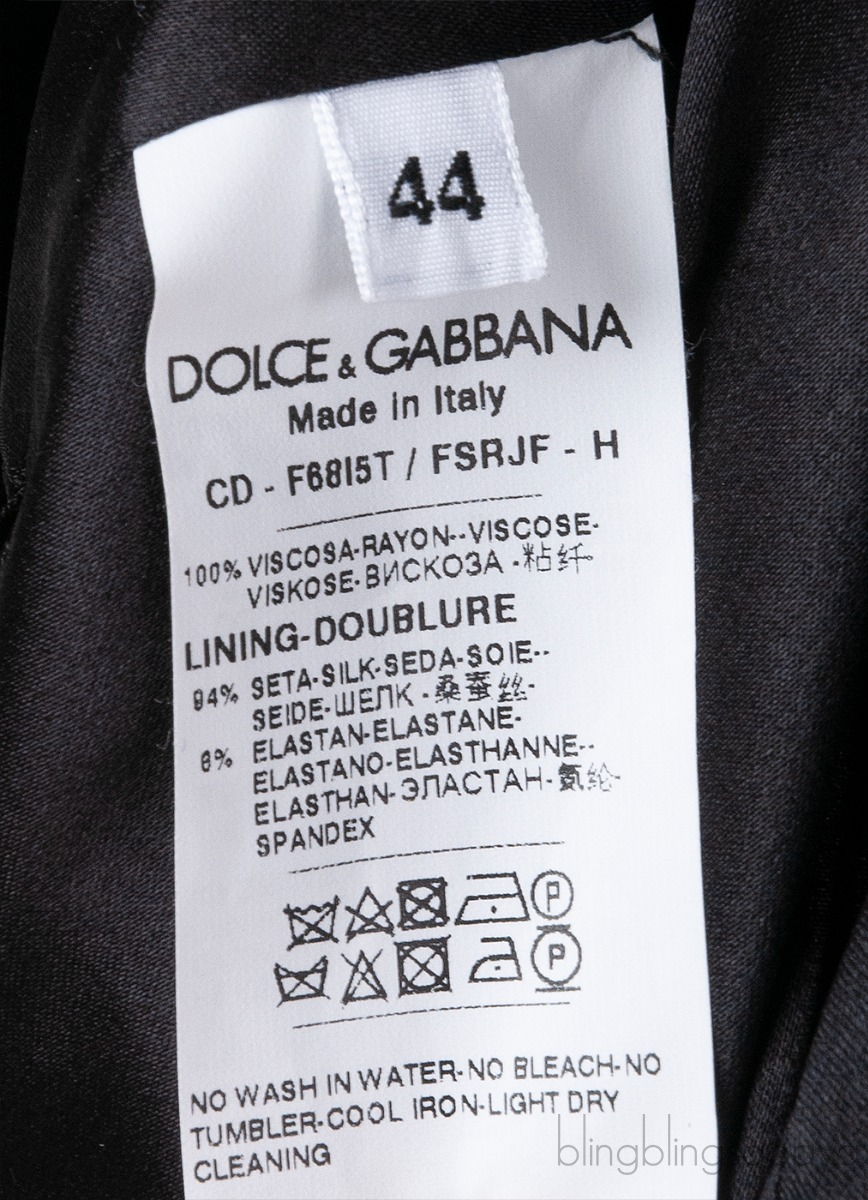 44
DOLCE & GABBANA
Made in Italy
CD - F68I5T / FSRJF - H
100% VISCOSA-RAYON--VISCOSE-
VISKOSE-ВИСКОЗА -粘纤-
LINING-DOUBLURE
94% SETA-SILK-SEDA-SOIE--
SEIDE-ШЕЛК -桑蚕丝-
6% ELASTAN-ELASTANE-
ELASTANO-ELASTHANNE--
ELASTHAN-ЭЛАСТАН-氨纶-
SPANDEX
P
P
NO WASH IN WATER-NO BLEACH-NO
TUMBLER-COOL IRON-LIGHT DRY
CLEANING
blingbling